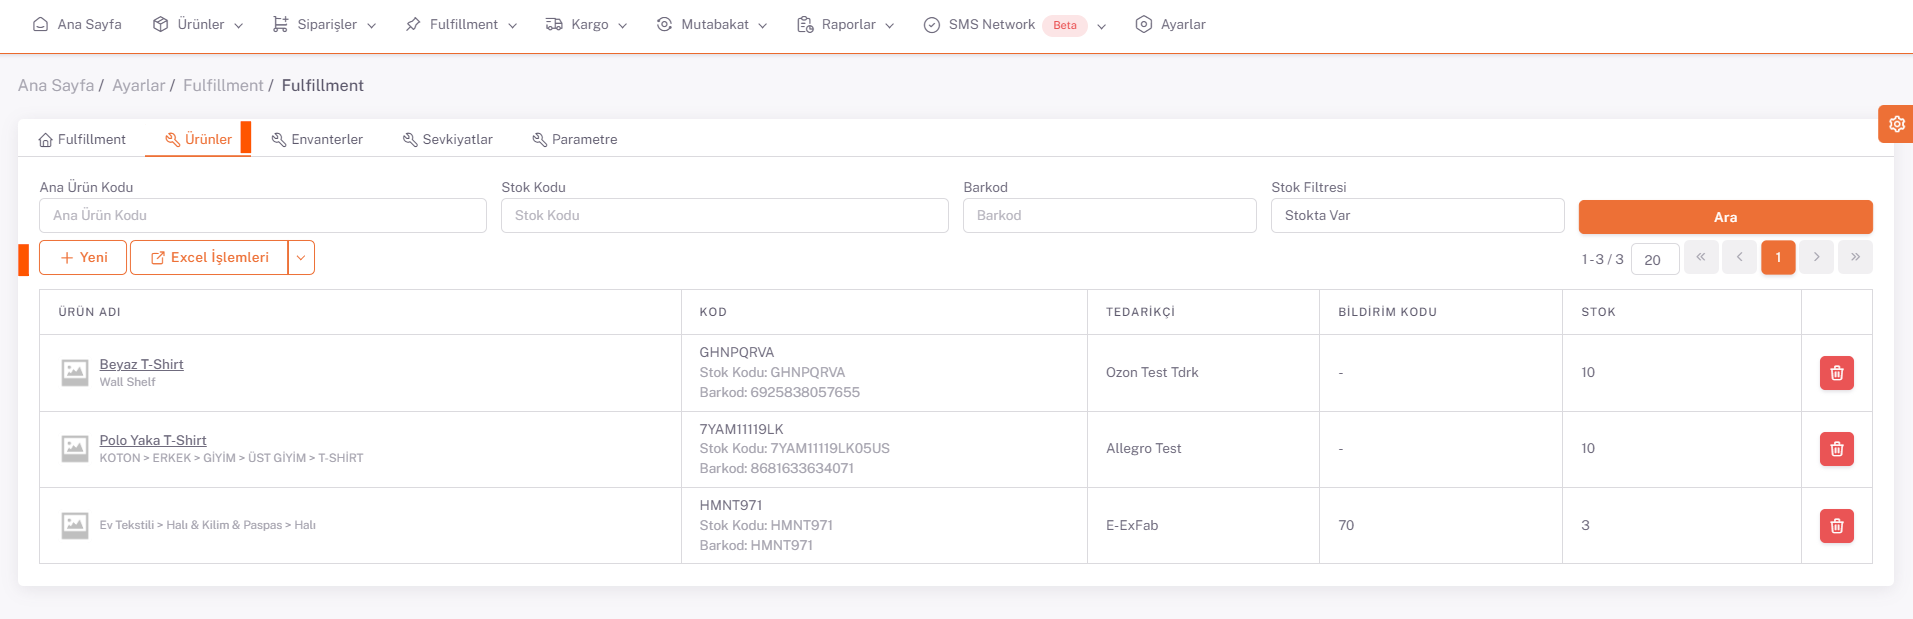 Ana Sayfa Ürünler Siparişler Fulfillment Kargo Mutabakat Raporlar SMS Network Beta Ayarlar
Ana Sayfa / Ayarlar / Fulfillment / Fulfillment
Fulfillment Ürünler Envanterler Sevkiyatlar Parametre
Ana Ürün Kodu Stok Kodu Barkod Stok Filtresi
Ana Ürün Kodu Stok Kodu Barkod Stokta Var Ara
+ Yeni Excel İşlemleri 1 - 3 / 3 20 « < 1 > »
ÜRÜN ADI KOD TEDARİKÇİ BİLDİRİM KODU STOK
Beyaz T-Shirt
Wall Shelf
GHNPQRVA
Stok Kodu: GHNPQRVA
Barkod: 6925838057655
Ozon Test Tdrk - 10
Polo Yaka T-Shirt
KOTON > ERKEK > GİYİM > ÜST GİYİM > T-SHIRT
7YAM11119LK
Stok Kodu: 7YAM11119LK05US
Barkod: 8681633634071
Allegro Test - 10
Ev Tekstili > Halı & Kilim & Paspas > Halı
HMNT971
Stok Kodu: HMNT971
Barkod: HMNT971
E-ExFab 70 3